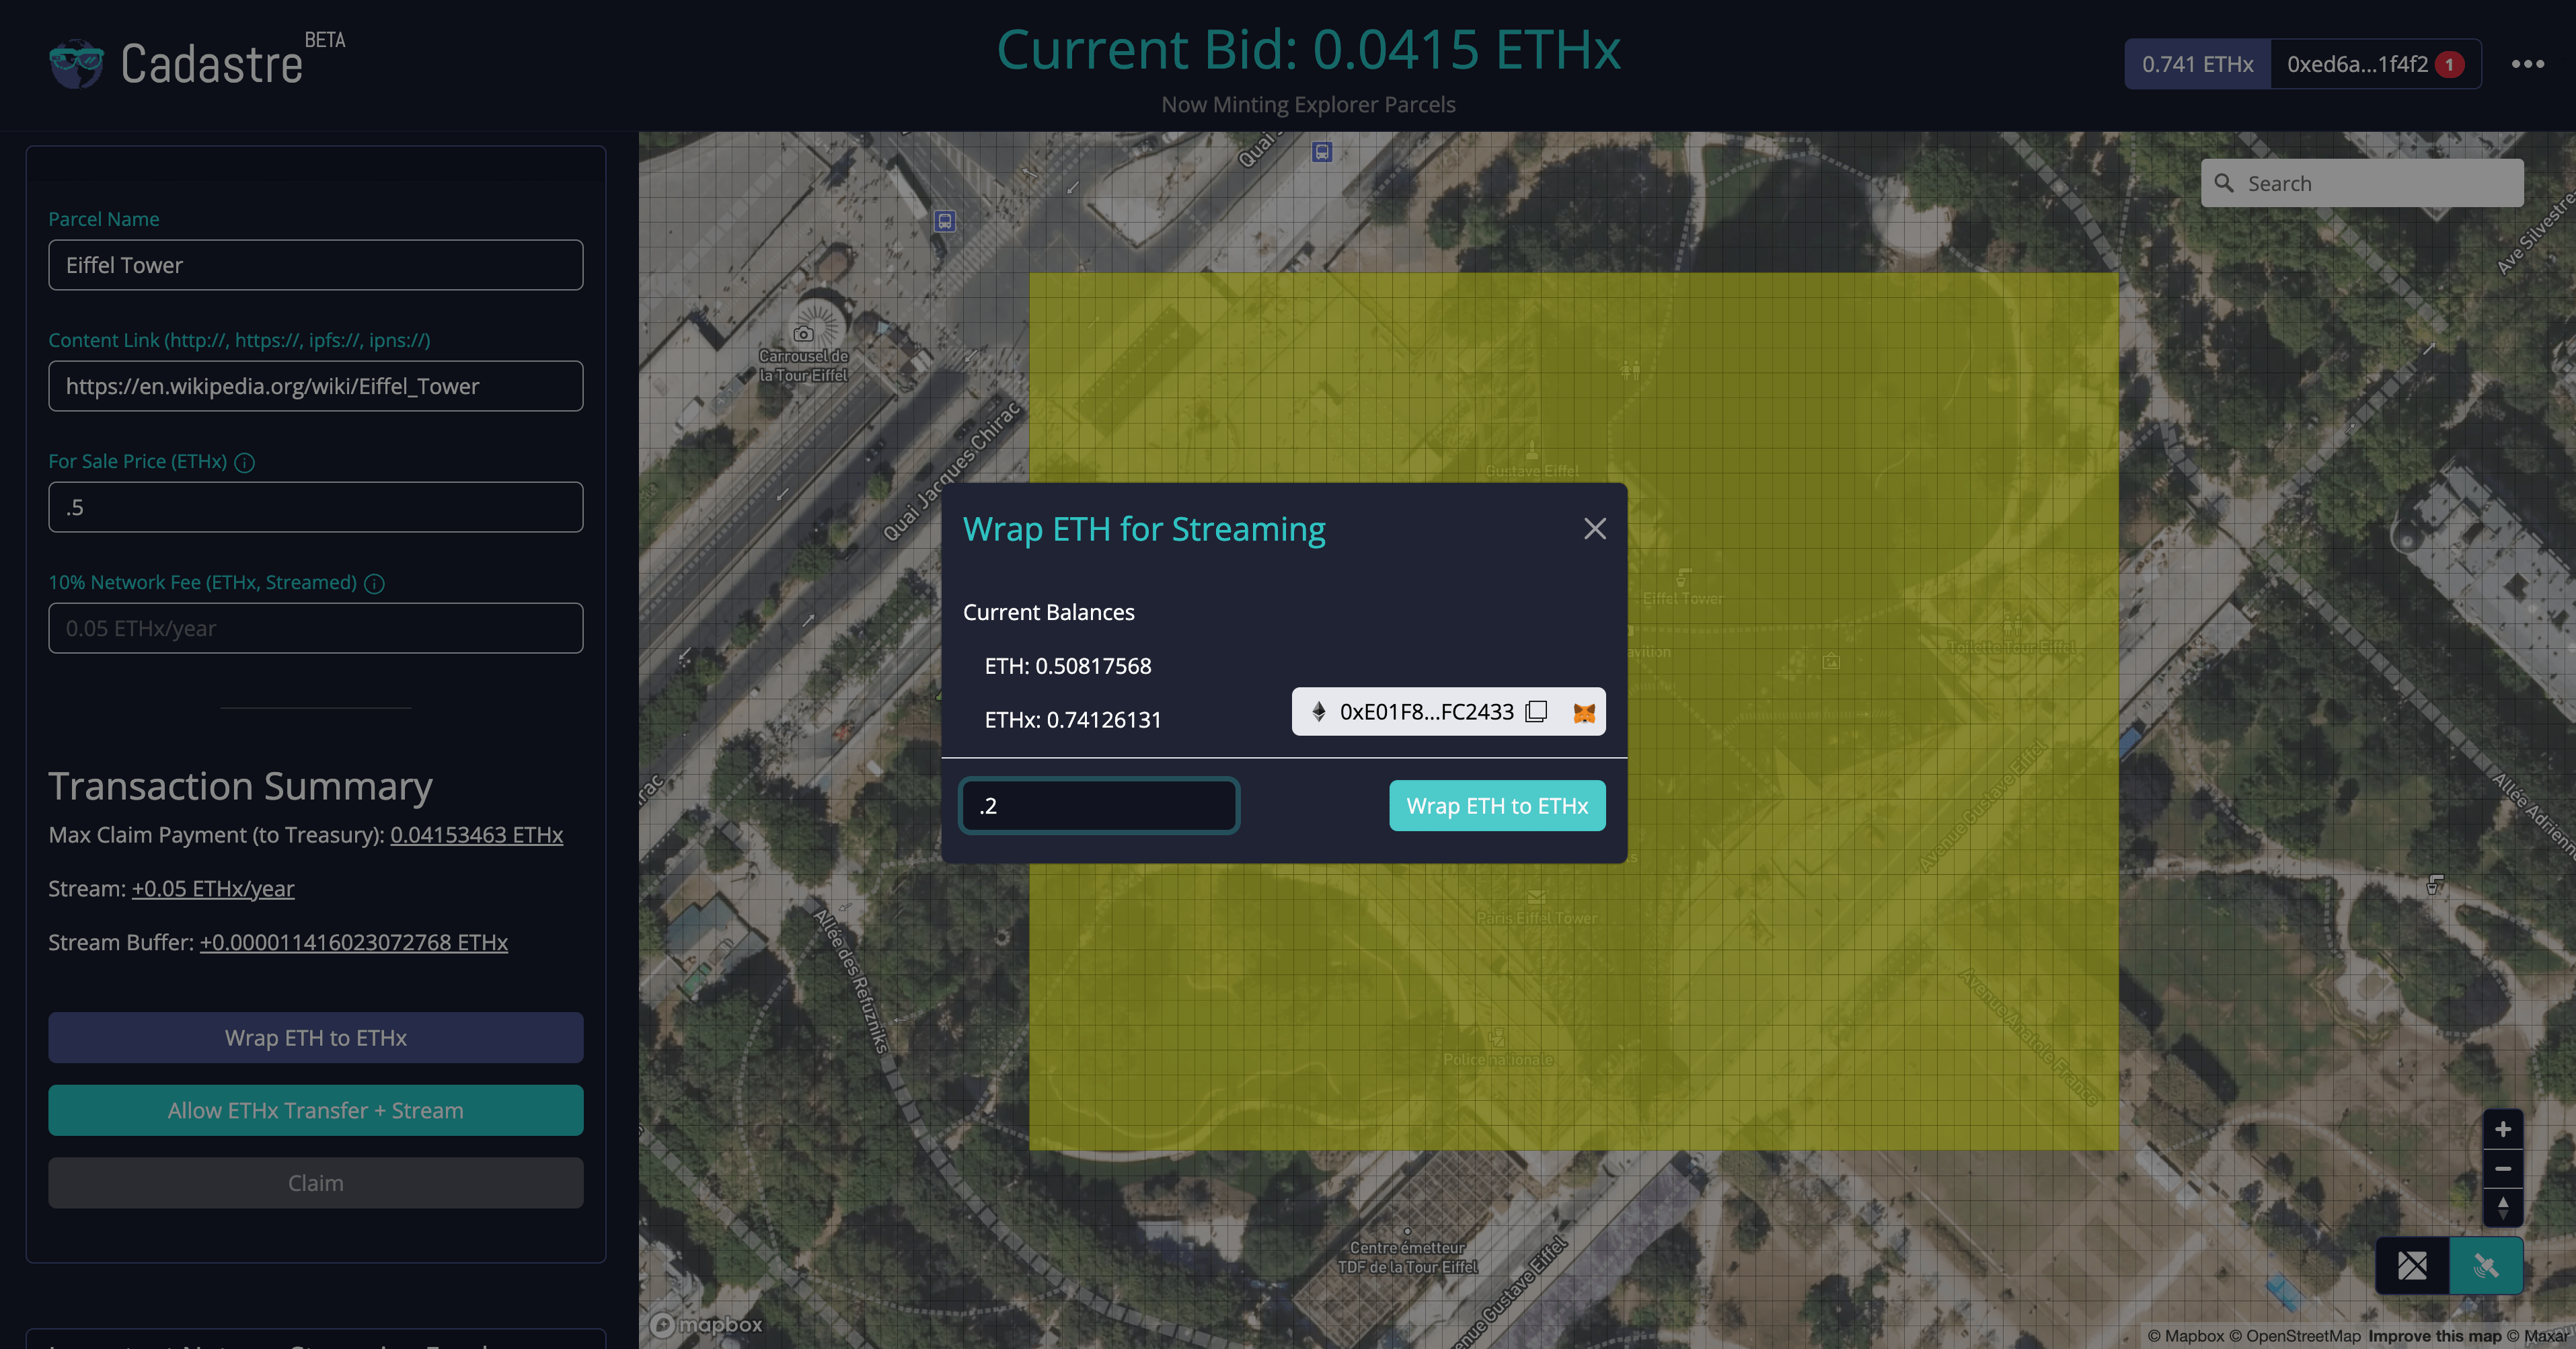 Cadastre BETA
Current Bid: 0.0415 ETHx
Now Minting Explorer Parcels
0.741 ETHx
0xed6a...1f4f2 1
Parcel Name
Eiffel Tower
Content Link (http://, https://, ipfs://, ipns://)
https://en.wikipedia.org/wiki/Eiffel_Tower
For Sale Price (ETHx)
.5
10% Network Fee (ETHx, Streamed)
0.05 ETHx/year
Transaction Summary
Max Claim Payment (to Treasury): 0.04153463 ETHx
Stream: +0.05 ETHx/year
Stream Buffer: +0.000011416023072768 ETHx
Wrap ETH to ETHx
Allow ETHx Transfer + Stream
Claim
Search
Quai
Ave Silvestre
Carrousel de
la Tour Eiffel
Quai Jacques Chirac
Gustave Eiffel
Wrap ETH for Streaming
Current Balances
ETH: 0.50817568
ETHx: 0.74126131
0xE01F8...FC2433
.2
Wrap ETH to ETHx
Eiffel Tower
Toilette Tour Eiffel
Avenue Gustave Eiffel
Allée Adrienne
Paris Eiffel Tower
Allée des Refuzniks
Avenue Anatole France
Police nationale
Centre émetteur
TDF de la Tour Eiffel
enue Gustave Eiffel
mapbox
© Mapbox © OpenStreetMap Improve this map © Maxar